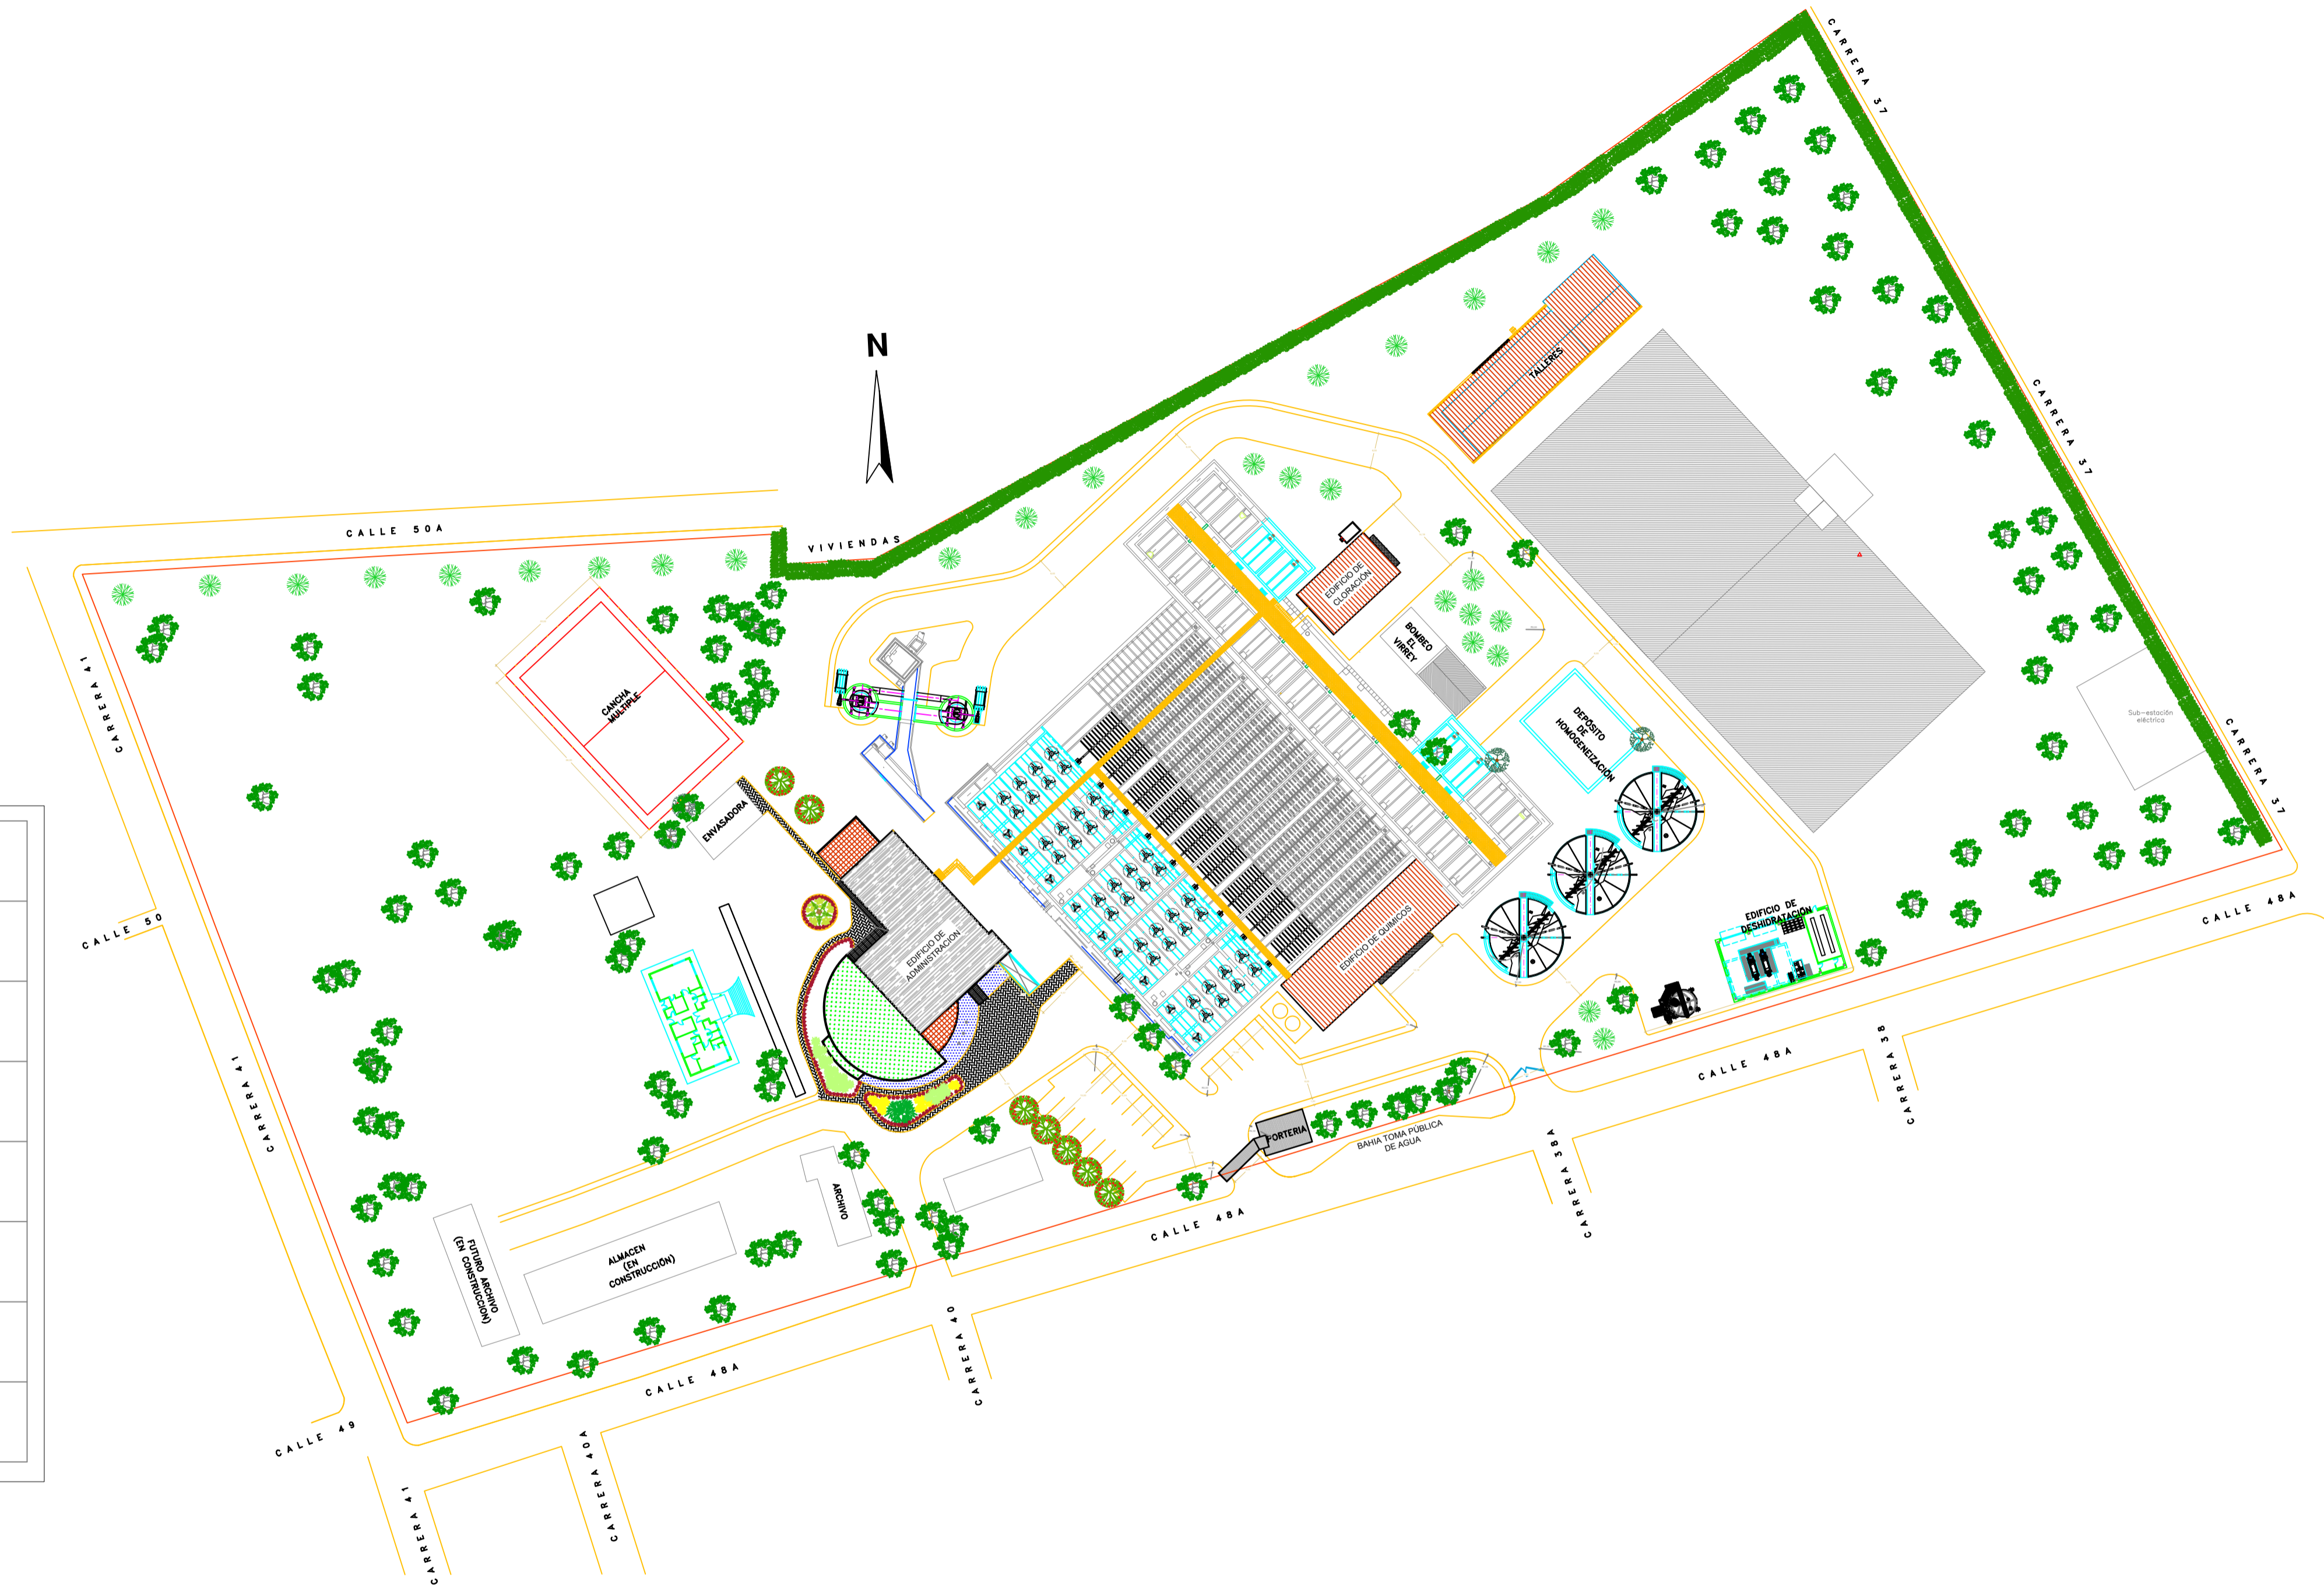 CARRERA 37
N
TALLERES
CARRERA 37
CALLE 50A
VIVIENDAS
EDIFICIO DE
CLORACIÓN
BOMBEO
EL
VIRREY
CANCHA
MULTIPLE
CARRERA 41
DEPÓSITO
DE
HOMOGENEIZACIÓN
Sub-estación
eléctrica
CARRERA 37
ENVASADORA
CALLE 50
EDIFICIO DE
ADMINISTRACION
EDIFICIO DE QUIMICOS
EDIFICIO DE
DESHIDRATACIÓN
CALLE 48A
CARRERA 41
CALLE 48A
CARRERA 38
PORTERIA
BAHIA TOMA PÚBLICA
DE AGUA
CARRERA 38A
ARCHIVO
CALLE 48A
FUTURO ARCHIVO
(EN CONSTRUCCION)
ALMACEN
(EN
CONSTRUCCIÓN)
CARRERA 40
CALLE 48A
CALLE 49
CARRERA 40A
CARRERA 41